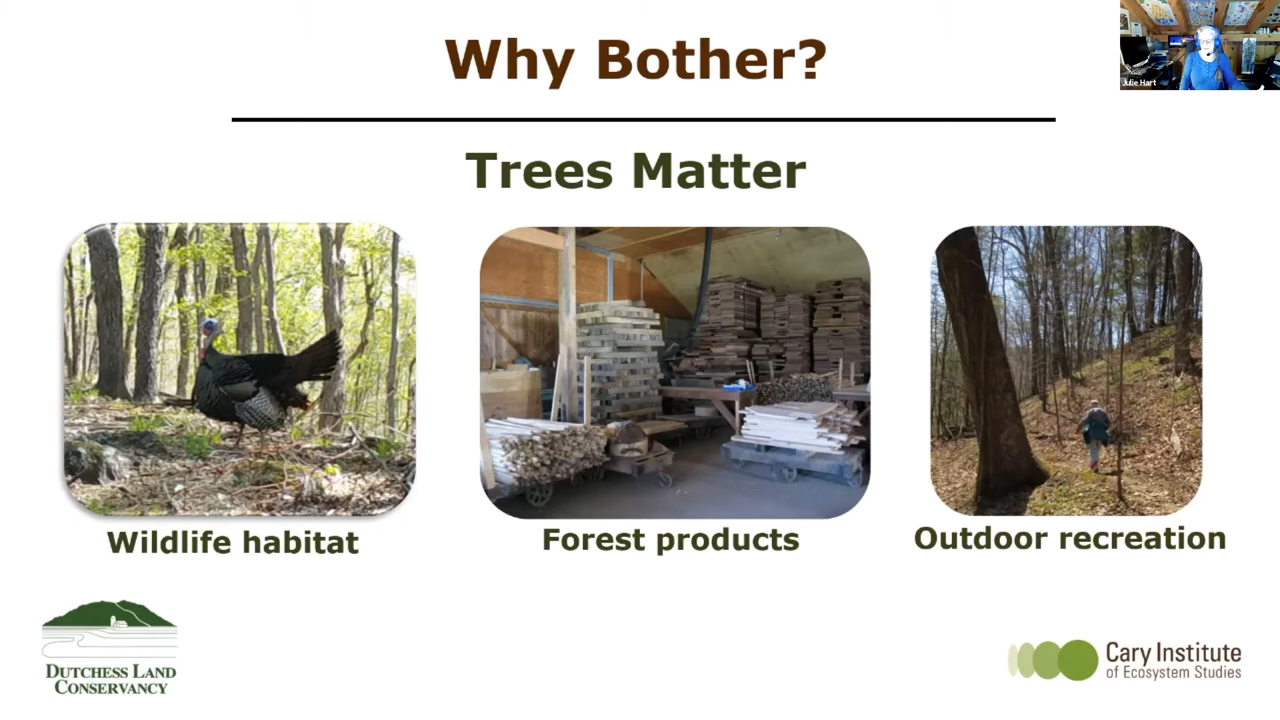 Why Bother?
Julie Hart
Trees Matter
Wildlife habitat
Forest products
Outdoor recreation
DUTCHESS LAND
CONSERVANCY
Cary Institute
of Ecosystem Studies